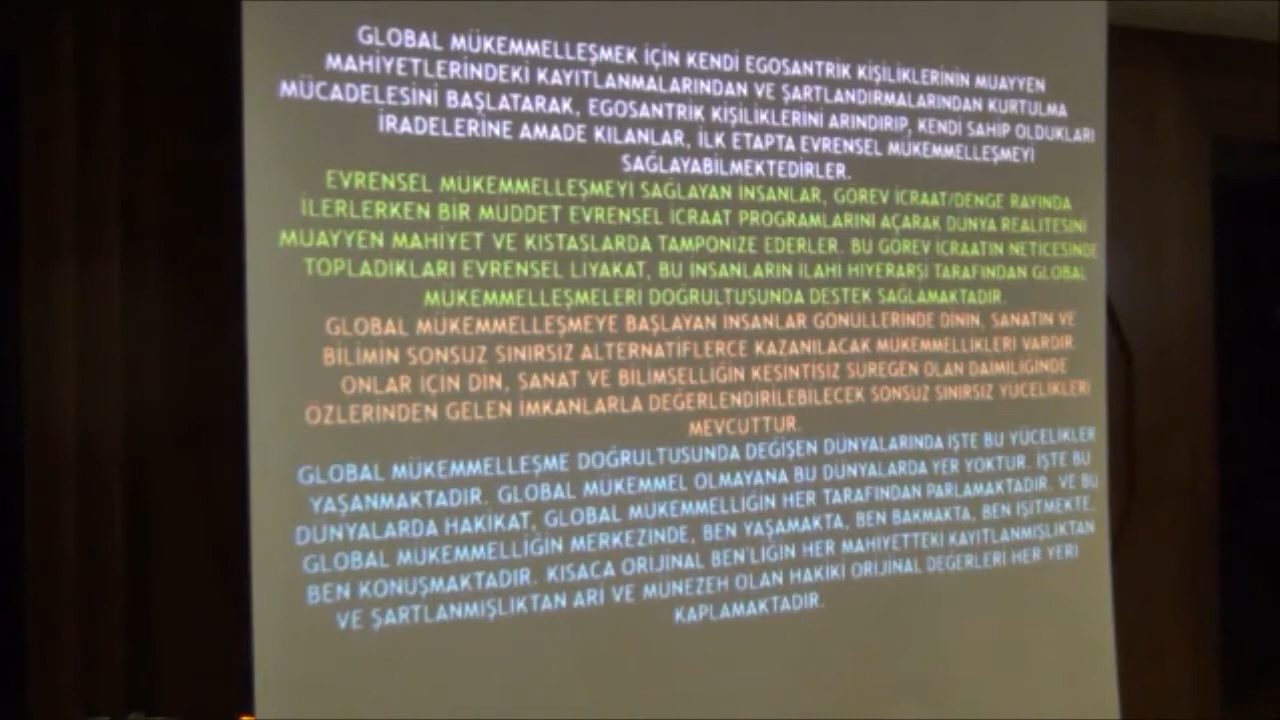 GLOBAL MÜKEMMELLEŞMEK İÇİN KENDİ EGOSANTRİK KİŞİLİKLERİNİN MUAYYEN
MAHİYETLERİNDEKİ KAYITLANMALARINDAN VE ŞARTLANDIRMALARINDAN KURTULMA
MÜCADELESİNİ BAŞLATARAK, EGOSANTRİK KİŞİLİKLERİNİ ARINDIRIP, KENDİ SAHİP OLDUKLARI
İRADELERİNE AMADE KILANLAR, İLK ETAPTA EVRENSEL MÜKEMMELLEŞMEYİ
SAĞLAYABİLMEKTEDİRLER.
EVRENSEL MÜKEMMELLEŞMEYİ SAĞLAYAN İNSANLAR, GÖREV İCRAAT/DENGE RAYINDA
İLERLERKEN BİR MÜDDET EVRENSEL İCRAAT PROGRAMLARINI AÇARAK DÜNYA REALİTESİNİ
MUAYYEN MAHİYET VE KISTASLARDA TAMPONİZE EDERLER. BU GÖREV İCRAATIN NETİCESİNDE
TOPLADIKLARI EVRENSEL LİYAKAT, BU İNSANLARIN İLAHİ HİYERARŞİ TARAFINDAN GLOBAL
MÜKEMMELLEŞMELERİ DOĞRULTUSUNDA DESTEK SAĞLAMAKTADIR.
GLOBAL MÜKEMMELLEŞMEYE BAŞLAYAN İNSANLAR GÖNÜLLERİNDE DİNİN, SANATIN VE
BİLİMİN SONSUZ SINIRSIZ ALTERNATİFLERCE KAZANILACAK MÜKEMMELLİKLERİ VARDIR.
ONLAR İÇİN DİN, SANAT VE BİLİMSELLİĞİN KESİNTİSİZ SÜREGEN OLAN DAİMİLİĞİNDE
ÖZLERİNDEN GELEN İMKANLARLA DEĞERLENDİRİLEBİLECEK SONSUZ SINIRSIZ YÜCELİKLERİ
MEVCUTTUR.
GLOBAL MÜKEMMELLEŞME DOĞRULTUSUNDA DEĞİŞEN DÜNYALARINDA İŞTE BU YÜCELİKLER
YAŞANMAKTADIR. GLOBAL MÜKEMMEL OLMAYANA BU DÜNYALARDA YER YOKTUR. İŞTE BU
DÜNYALARDA HAKİKAT, GLOBAL MÜKEMMELLİĞİN HER TARAFINDAN PARLAMAKTADIR. VE BU
GLOBAL MÜKEMMELLİĞİN MERKEZİNDE, BEN YAŞAMAKTA, BEN BAKMAKTA, BEN İŞİTMEKTE,
BEN KONUŞMAKTADIR. KISACA ORİJİNAL BEN'LİĞİN HER MAHİYETTEKİ KAYITLANMIŞLIKTAN
VE ŞARTLANMIŞLIKTAN ARİ VE MÜNEZEH OLAN HAKİKİ ORİJİNAL DEĞERLERİ HER YERİ
KAPLAMAKTADIR.